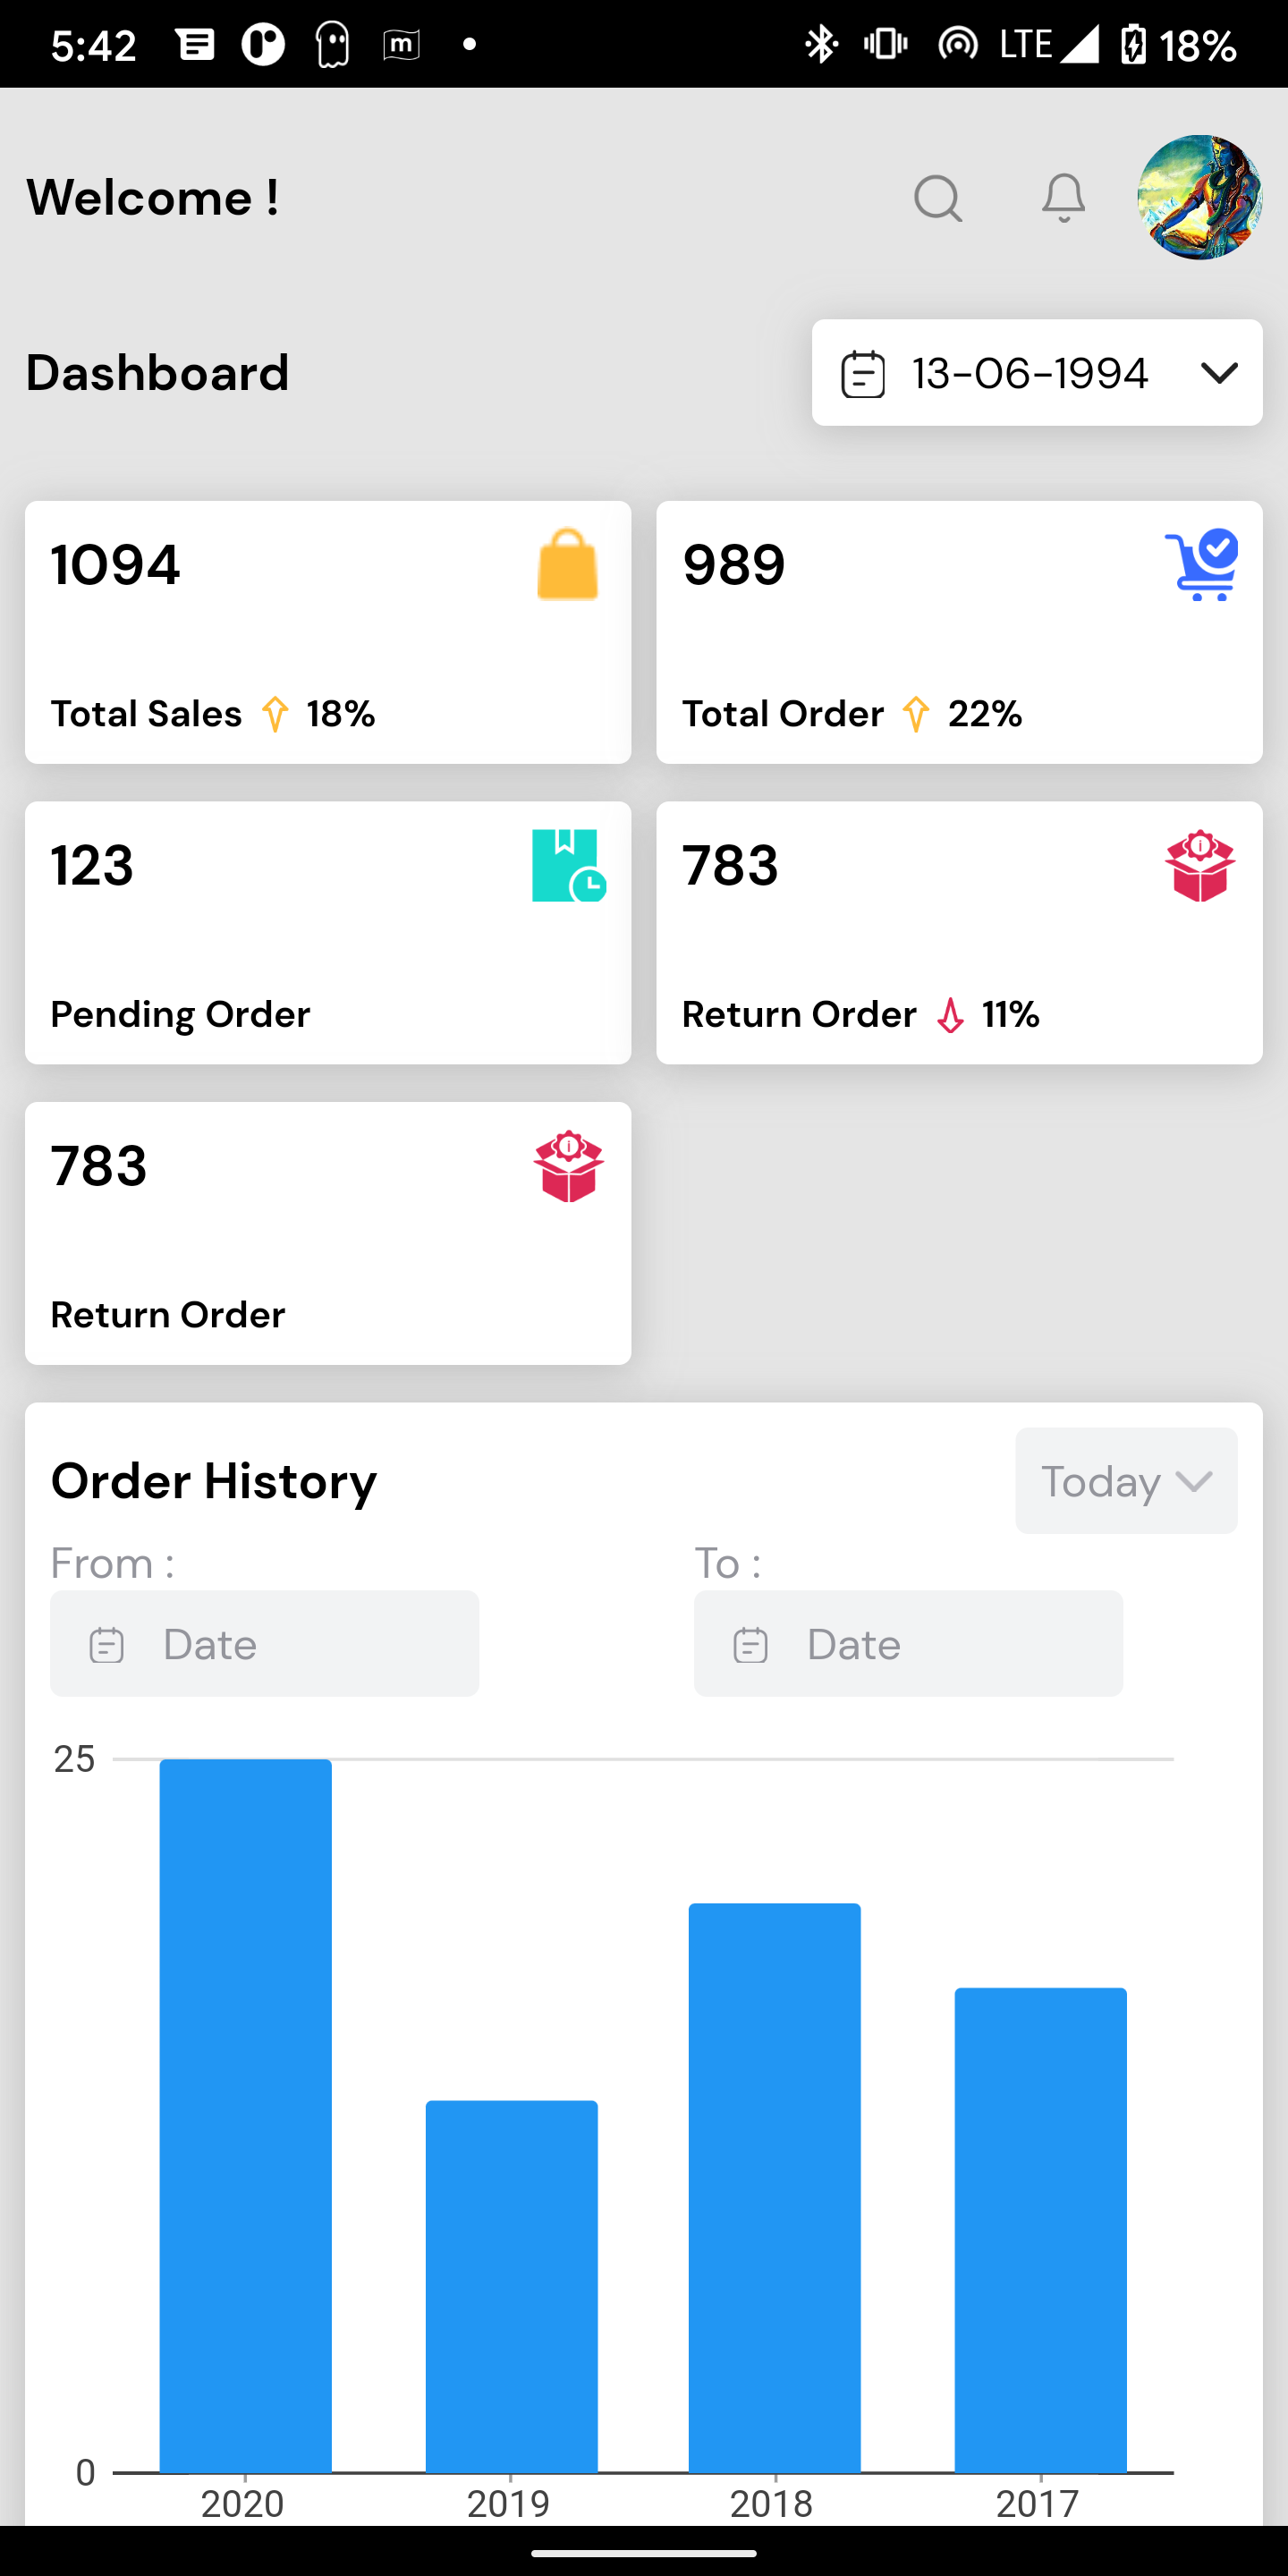 5:42 m LTE 18%
Welcome !
Dashboard 13-06-1994
1094 989
Total Sales 18% Total Order 22%
123 783
Pending Order Return Order 11%
783
Return Order
Order History Today
From : To :
Date Date
25
0
2020 2019 2018 2017